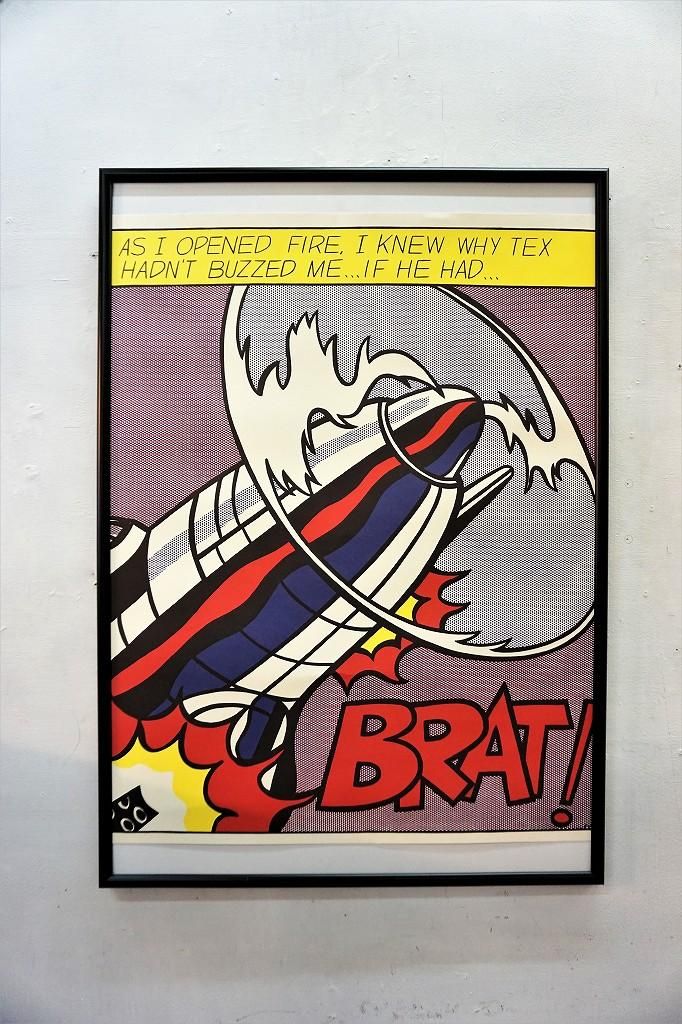 AS I OPENED FIRE, I KNEW WHY TEX
HADN'T BUZZED ME...IF HE HAD...
BRAT!